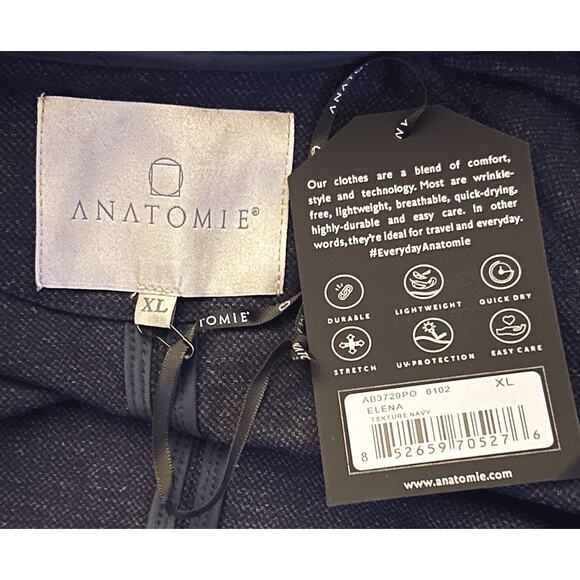 ANATOMIE®
XL
ATOMIE®
ANATO
ANA
Our clothes are a blend of comfort,
style and technology. Most are wrinkle-
free, lightweight, breathable, quick-drying,
highly-durable and easy care. In other
words, they're ideal for travel and everyday.
#EverydayAnatomie
DURABLE
LIGHTWEIGHT
QUICK DRY
STRETCH
UV-PROTECTION
EASY CARE
AB3729PO 6102 XL
ELENA
TEXTURE NAVY
8 52659 70527 6
www.anatomie.com